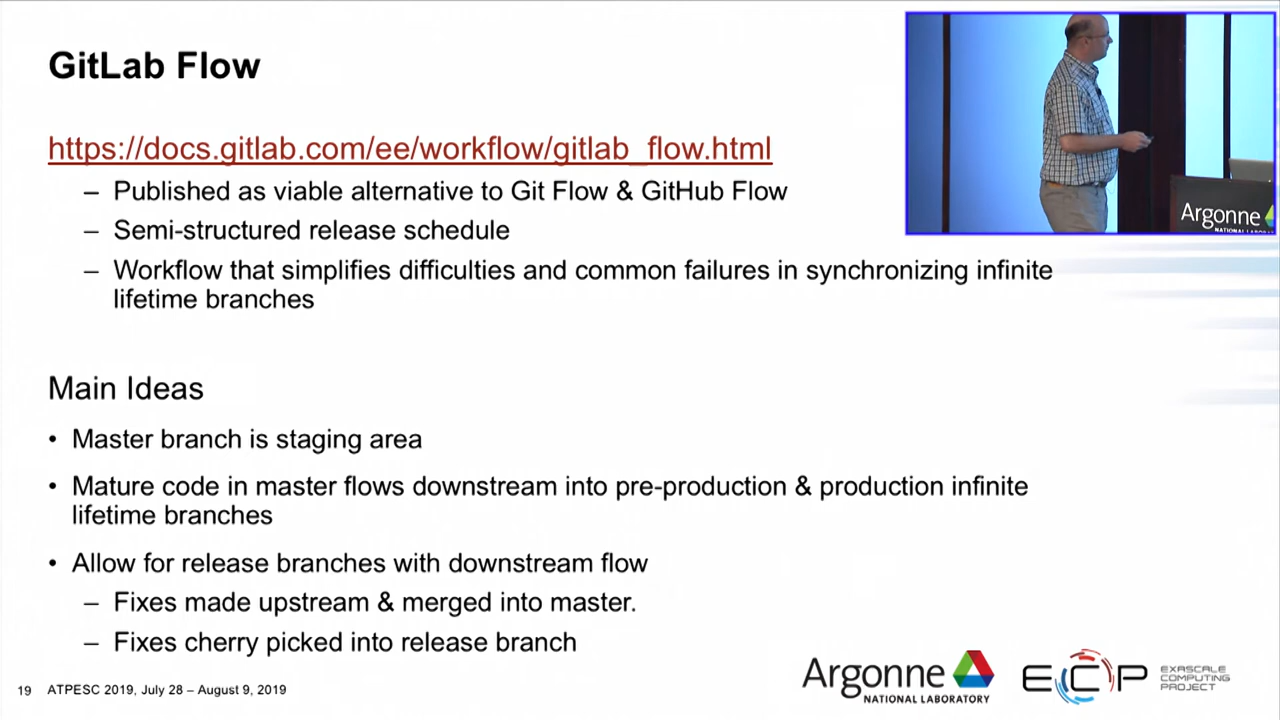 GitLab Flow
https://docs.gitlab.com/ee/workflow/gitlab_flow.html
– Published as viable alternative to Git Flow & GitHub Flow
– Semi-structured release schedule
– Workflow that simplifies difficulties and common failures in synchronizing infinite
lifetime branches
Argonne
NATIONAL LABORA
Main Ideas
• Master branch is staging area
• Mature code in master flows downstream into pre-production & production infinite
lifetime branches
• Allow for release branches with downstream flow
– Fixes made upstream & merged into master.
– Fixes cherry picked into release branch
19 ATPESC 2019, July 28 – August 9, 2019
Argonne
NATIONAL LABORATORY
ECP
EXASCALE
COMPUTING
PROJECT